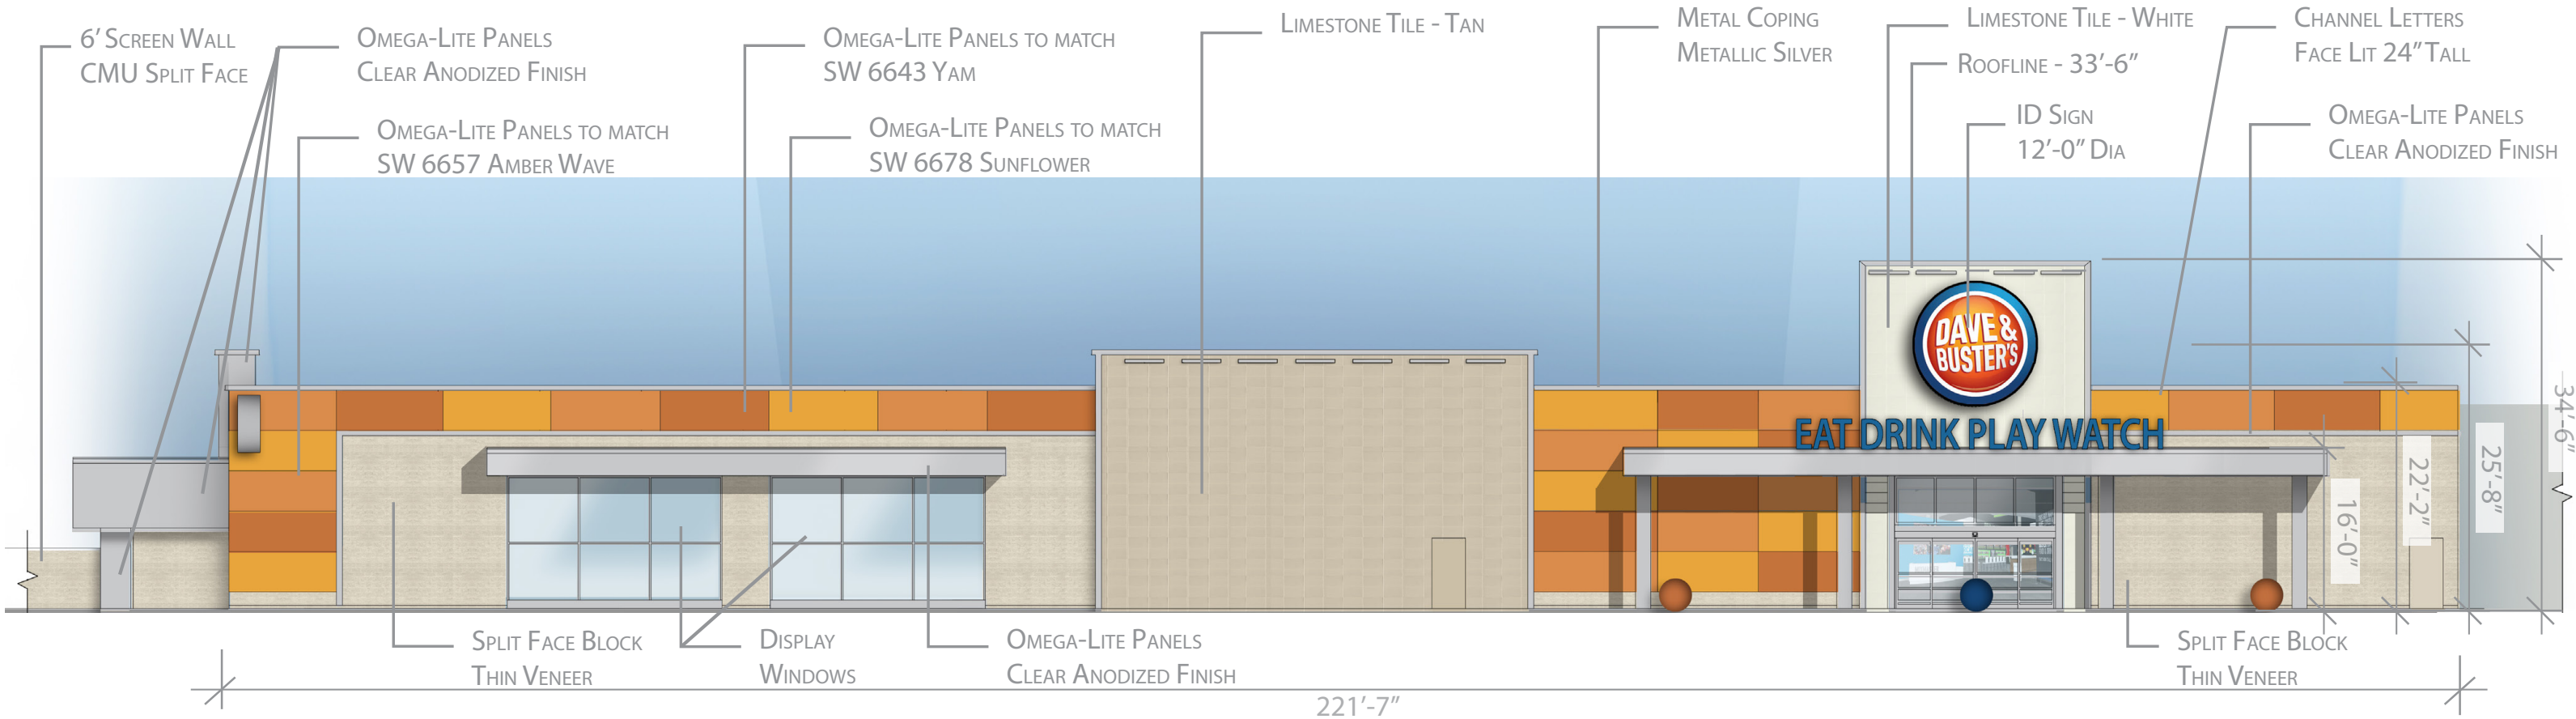 6' Screen Wall
CMU Split Face
Omega-Lite Panels
Clear Anodized Finish
Omega-Lite Panels to match
SW 6657 Amber Wave
Omega-Lite Panels to match
SW 6643 Yam
Omega-Lite Panels to match
SW 6678 Sunflower
Limestone Tile - Tan
Metal Coping
Metallic Silver
Limestone Tile - White
Roofline - 33'-6"
ID Sign
12'-0" Dia
Channel Letters
Face Lit 24" Tall
Omega-Lite Panels
Clear Anodized Finish
DAVE &
BUSTER'S
EAT DRINK PLAY WATCH
16'-0"
22'-2"
25'-8"
34'-6"
Split Face Block
Thin Veneer
Display
Windows
Omega-Lite Panels
Clear Anodized Finish
Split Face Block
Thin Veneer
221'-7"